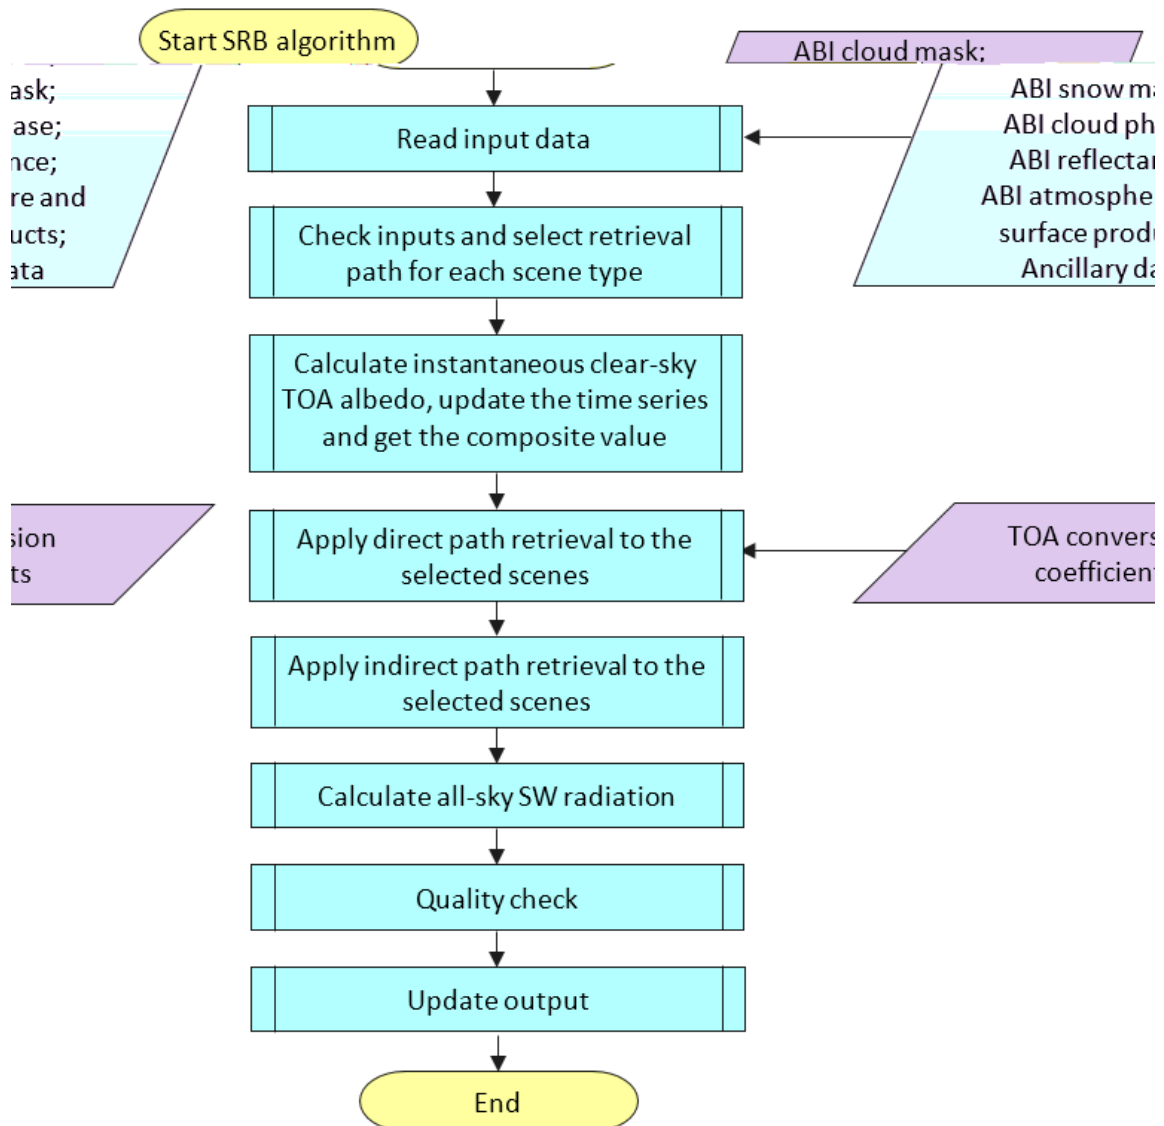 Start SRB algorithm
ABI cloud mask;
ask;
ase;
nce;
re and
ucts;
ata
Read input data
ABI snow ma
ABI cloud ph
ABI reflectan
ABI atmosphe
surface produ
Ancillary da
Check inputs and select retrieval
path for each scene type
Calculate instantaneous clear-sky
TOA albedo, update the time series
and get the composite value
sion
ts
Apply direct path retrieval to the
selected scenes
TOA convers
coefficient
Apply indirect path retrieval to the
selected scenes
Calculate all-sky SW radiation
Quality check
Update output
End